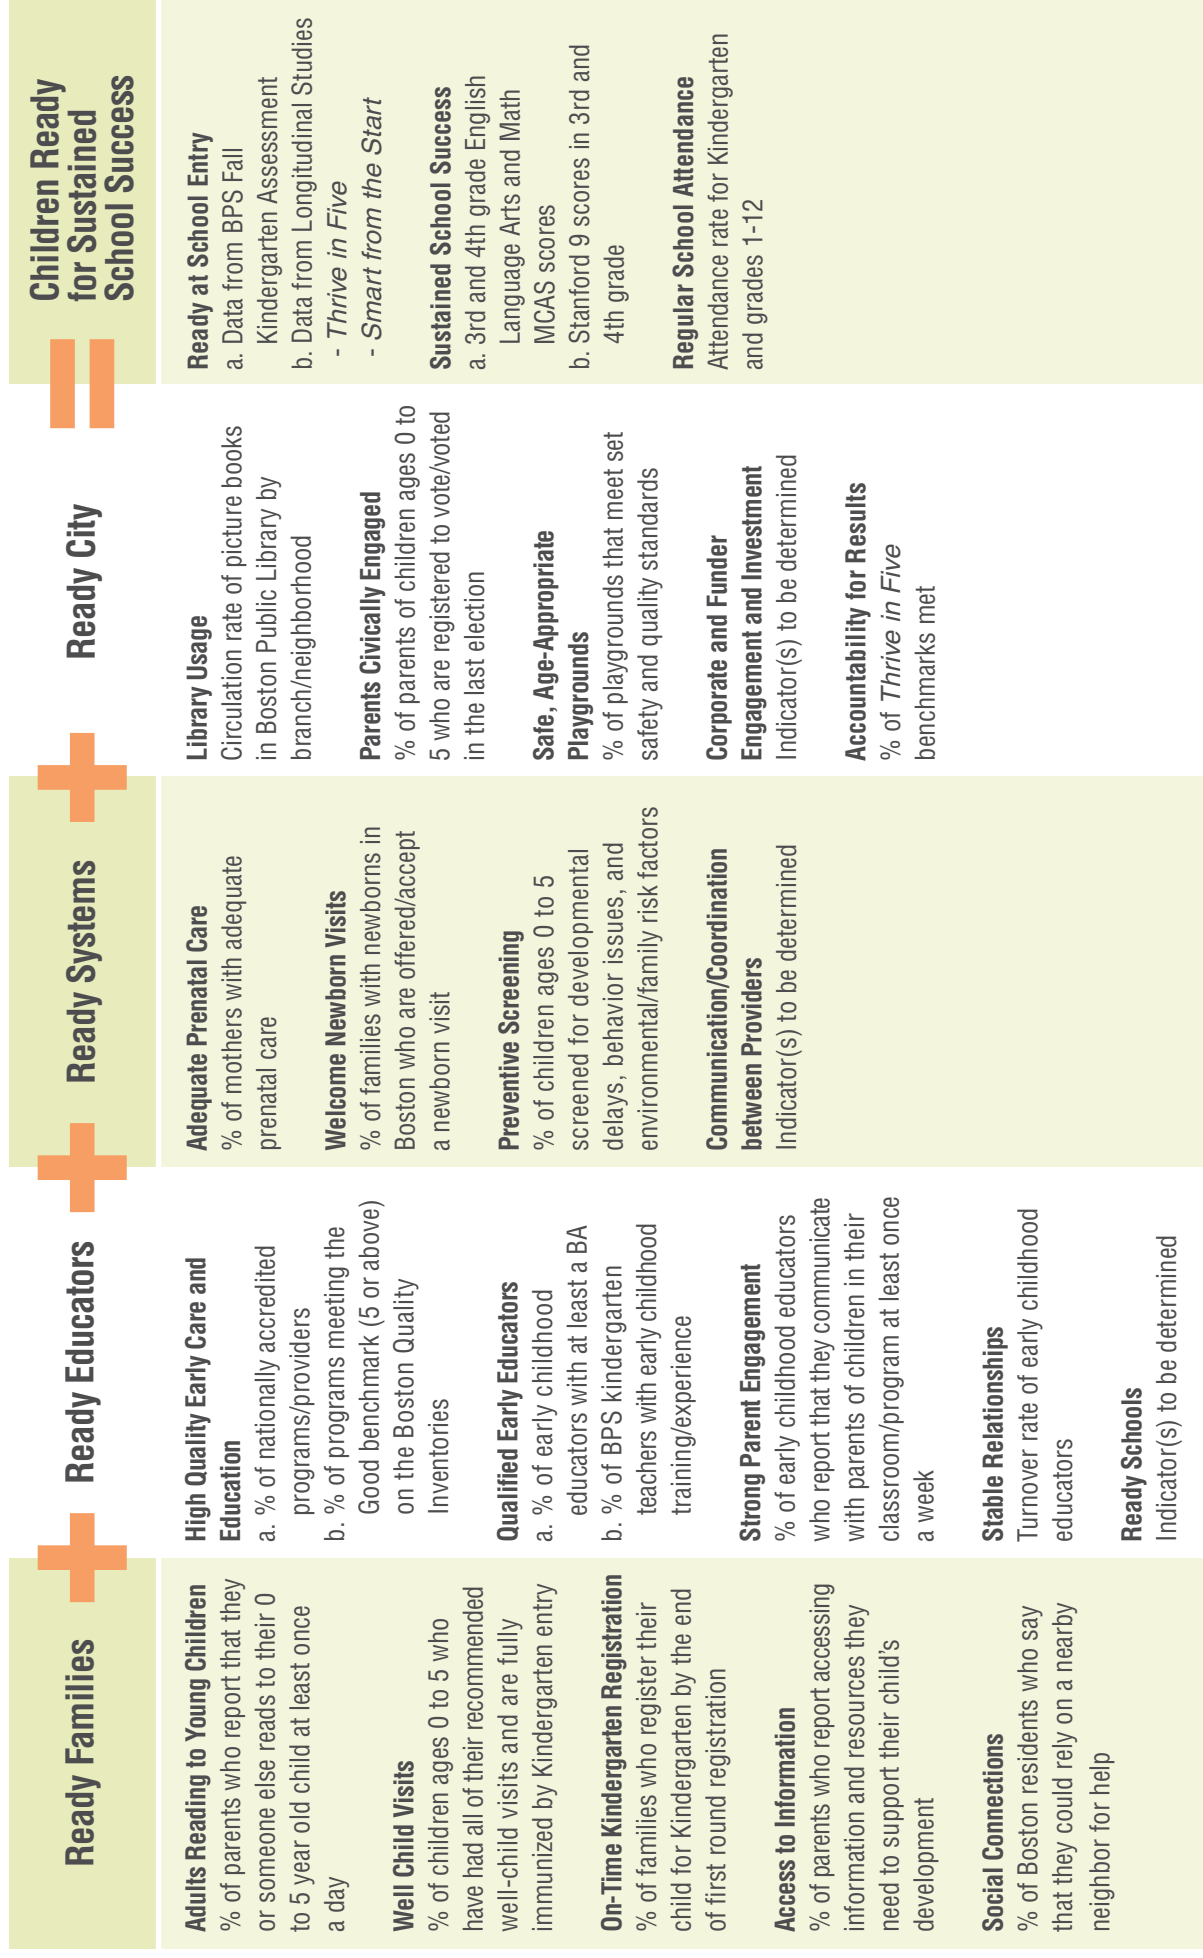 Ready Families
+
Ready Educators
+
Ready Systems
+
Ready City
=
Children Ready
for Sustained
School Success
Adults Reading to Young Children
% of parents who report that they
or someone else reads to their 0
to 5 year old child at least once
a day
Well Child Visits
% of children ages 0 to 5 who
have had all of their recommended
well-child visits and are fully
immunized by Kindergarten entry
On-Time Kindergarten Registration
% of families who register their
child for Kindergarten by the end
of first round registration
Access to Information
% of parents who report accessing
information and resources they
need to support their child's
development
Social Connections
% of Boston residents who say
that they could rely on a nearby
neighbor for help
High Quality Early Care and
Education
a. % of nationally accredited
programs/providers
b. % of programs meeting the
Good benchmark (5 or above)
on the Boston Quality
Inventories
Qualified Early Educators
a. % of early childhood
educators with at least a BA
b. % of BPS kindergarten
teachers with early childhood
training/experience
Strong Parent Engagement
% of early childhood educators
who report that they communicate
with parents of children in their
classroom/program at least once
a week
Stable Relationships
Turnover rate of early childhood
educators
Ready Schools
Indicator(s) to be determined
Adequate Prenatal Care
% of mothers with adequate
prenatal care
Welcome Newborn Visits
% of families with newborns in
Boston who are offered/accept
a newborn visit
Preventive Screening
% of children ages 0 to 5
screened for developmental
delays, behavior issues, and
environmental/family risk factors
Communication/Coordination
between Providers
Indicator(s) to be determined
Library Usage
Circulation rate of picture books
in Boston Public Library by
branch/neighborhood
Parents Civically Engaged
% of parents of children ages 0 to
5 who are registered to vote/voted
in the last election
Safe, Age-Appropriate
Playgrounds
% of playgrounds that meet set
safety and quality standards
Corporate and Funder
Engagement and Investment
Indicator(s) to be determined
Accountability for Results
% of Thrive in Five
benchmarks met
Ready at School Entry
a. Data from BPS Fall
Kindergarten Assessment
b. Data from Longitudinal Studies
- Thrive in Five
- Smart from the Start
Sustained School Success
a. 3rd and 4th grade English
Language Arts and Math
MCAS scores
b. Stanford 9 scores in 3rd and
4th grade
Regular School Attendance
Attendance rate for Kindergarten
and grades 1-12